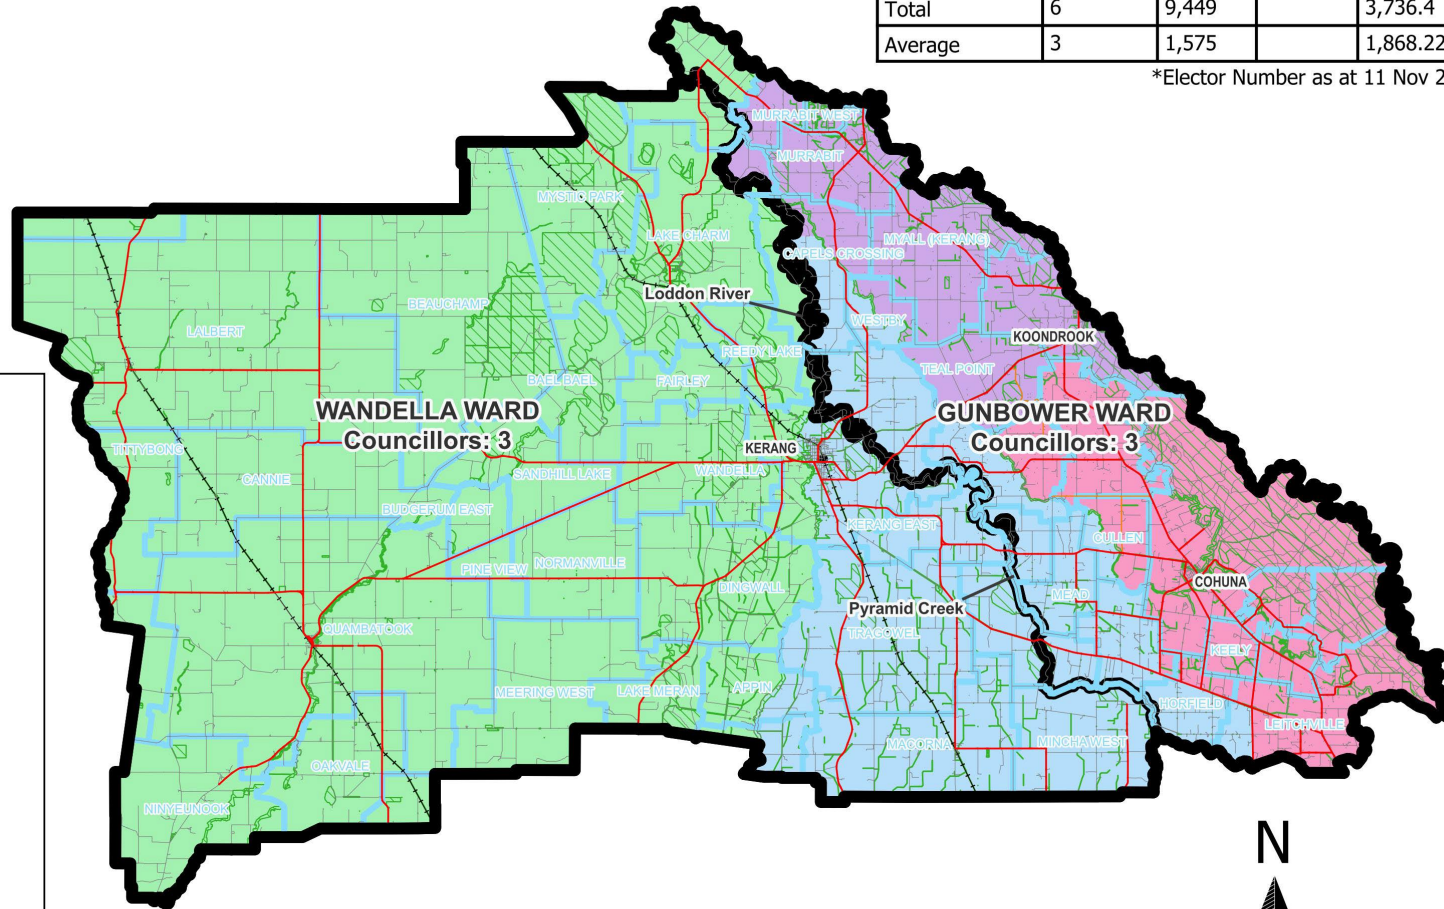 Total 6 9,449 3,736.4
Average 3 1,575 1,868.22
*Elector Number as at 11 Nov 2
MURRABIT WEST
MURRABIT
MYSTIC PARK
LAKE CHARM
MYALL (KERANG)
CAPELS CROSSING
Loddon River
BEAUCHAMP
LALBERT
WESTBY
KOONDROOK
REEDY LAKE
TEAL POINT
BAEL BAEL
FAIRLEY
WANDELLA WARD
Councillors: 3
GUNBOWER WARD
Councillors: 3
TITTYBONG
KERANG
CANNIE
SANDHILL LAKE
WANDELLA
BUDGERUM EAST
KERANG EAST
CULLEN
PINE VIEW
NORMANVILLE
DINGWALL
COHUNA
MEAD
Pyramid Creek
QUAMBATOOK
TRAGOWEL
KEELY
MEERING WEST
LAKE MERAN
APPIN
HORFIELD
LEITCHVILLE
MACORNA
MINCHA WEST
OAKVALE
NINYEUNOOK
N